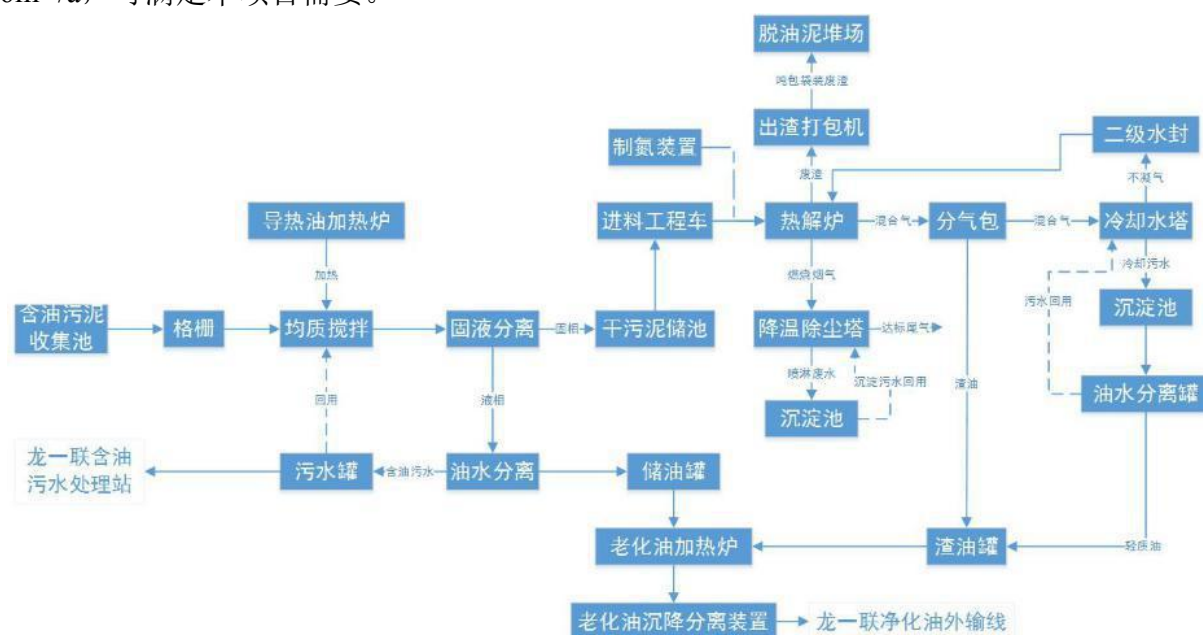 脱油泥堆场
吨包袋装废渣
出渣打包机
二级水封
制氮装置
废渣
不凝气
导热油加热炉
进料工程车
热解炉
混合气
分气包
混合气
冷却水塔
加热
燃烧烟气
冷却污水
污水回用
含油污泥
收集池
格栅
均质搅拌
固液分离
固相
干污泥储池
降温除尘塔
达标尾气
沉淀池
喷淋废水
沉淀污水回用
渣油
回用
液相
沉淀池
油水分离罐
龙一联含油
污水处理站
污水罐
含油污水
油水分离
储油罐
老化油加热炉
渣油罐
轻质油
老化油沉降分离装置
龙一联净化油外输线